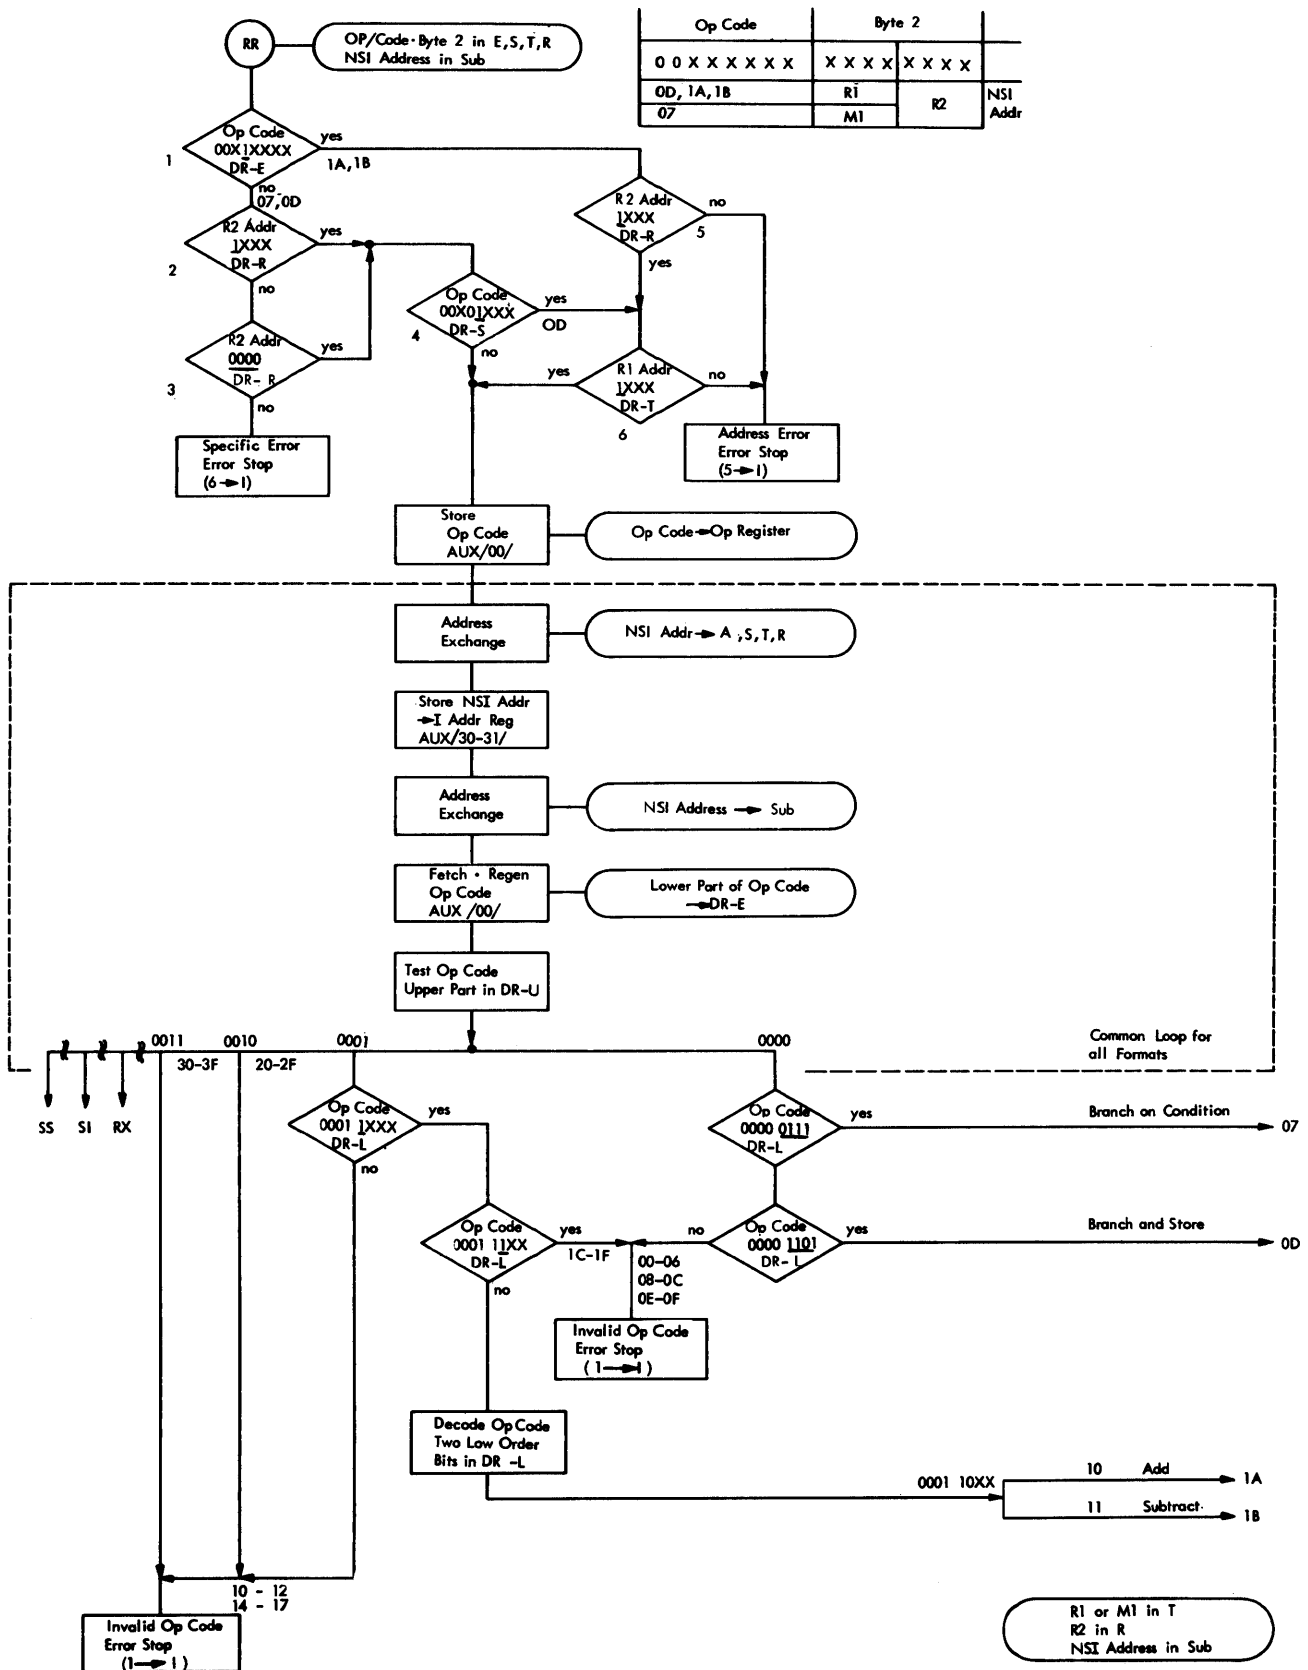 RR
OP/Code·Byte 2 in E,S,T,R
NSI Address in Sub
Op Code
Byte 2
0 0 X X X X X X
X X X X
X X X X
0D, 1A,1B
R1
R2
NSI
Addr
07
M1
Op Code
00X1XXXX
DR-E
1
yes
1A,1B
no
07,0D
R2 Addr
1XXX
DR-R
2
yes
no
R2 Addr
0000
DR- R
3
yes
no
Specific Error
Error Stop
(6→I)
Op Code
00X01XXX
DR-S
4
yes
OD
no
R2 Addr
1XXX
DR-R
5
no
yes
R1 Addr
1XXX
DR-T
6
yes
no
Address Error
Error Stop
(5→I)
Store
Op Code
AUX/00/
Op Code→Op Register
Address
Exchange
NSI Addr→ A ,S,T,R
Store NSI Addr
→I Addr Reg
AUX/30-31/
Address
Exchange
NSI Address → Sub
Fetch · Regen
Op Code
AUX /00/
Lower Part of Op Code
→DR-E
Test Op Code
Upper Part in DR-U
0011
0010
0001
0000
30-3F
20-2F
Common Loop for
all Formats
SS
SI
RX
Op Code
0001 1XXX
DR-L
yes
no
Op Code
0000 0111
DR-L
yes
Branch on Condition
07
Op Code
0001 11XX
DR-L
yes
1C-1F
no
Op Code
0000 1101
DR- L
no
yes
Branch and Store
0D
00-06
08-0C
0E-0F
Invalid Op Code
Error Stop
(1→I)
Decode Op Code
Two Low Order
Bits in DR -L
0001 10XX
10 Add
1A
11 Subtract·
1B
10 - 12
14 - 17
Invalid Op Code
Error Stop
(1→ I)
R1 or M1 in T
R2 in R
NSI Address in Sub